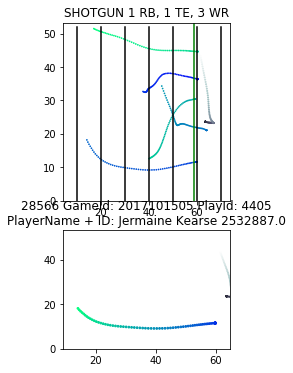 SHOTGUN 1 RB, 1 TE, 3 WR
50
40
30
20
10
0
20 40 60
28566 GameId: 2017101505 PlayId: 4405
PlayerName + ID: Jermaine Kearse 2532887.0
40
20
0
20 40 60